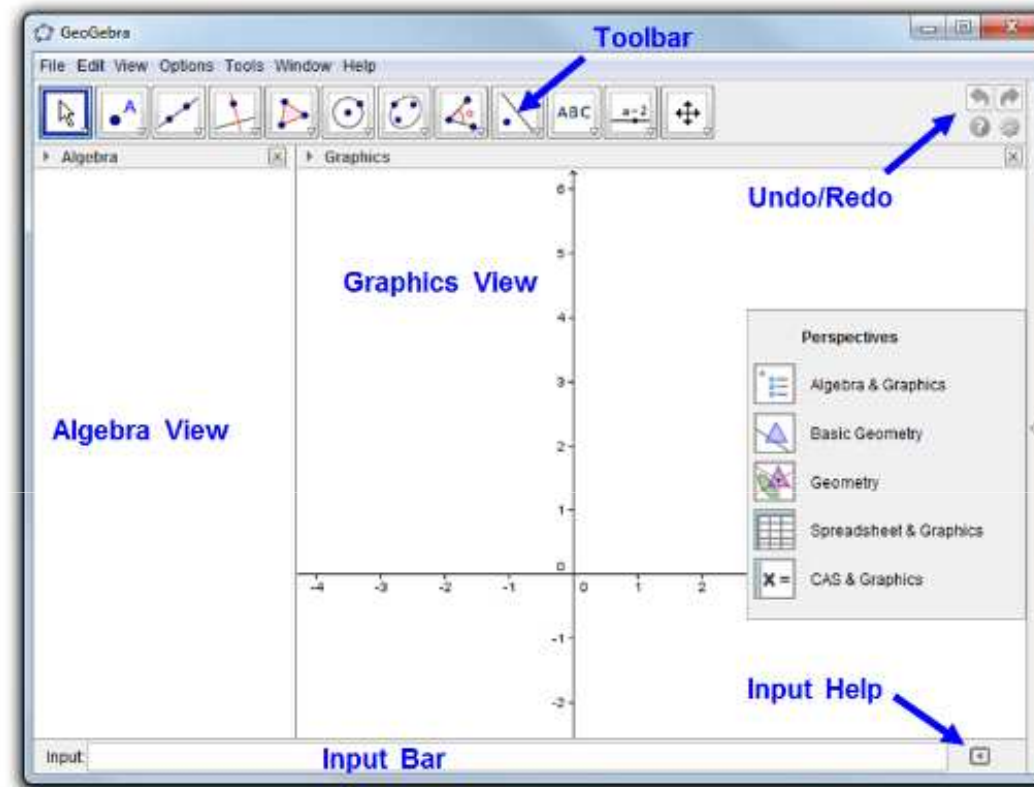 GeoGebra
Toolbar
File Edit View Options Tools Window Help
A
ABC
a=2
Algebra
Graphics
Undo/Redo
6
5
Graphics View
4
Perspectives
3
Algebra & Graphics
Algebra View
Basic Geometry
2
Geometry
1
Spreadsheet & Graphics
0
X =
CAS & Graphics
-4 -3 -2 -1 0 1 2
-1
Input Help
-2
Input:
Input Bar